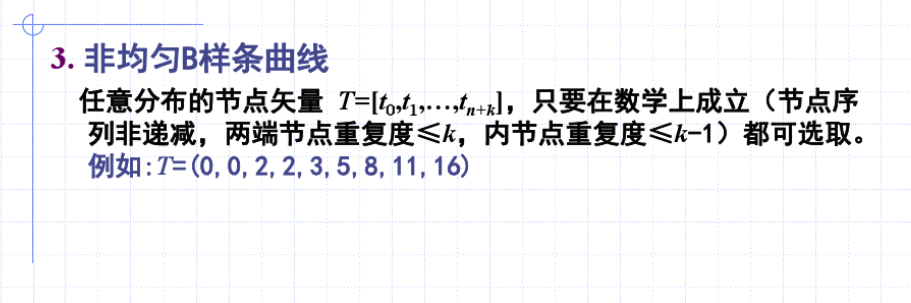 3. 非均匀B样条曲线
任意分布的节点矢量 T=[t₀,t₁,…,tₙ₊ₖ]，只要在数学上成立（节点序
列非递减，两端节点重复度≤k，内节点重复度≤k-1）都可选取。
例如:T=(0,0,2,2,3,5,8,11,16)